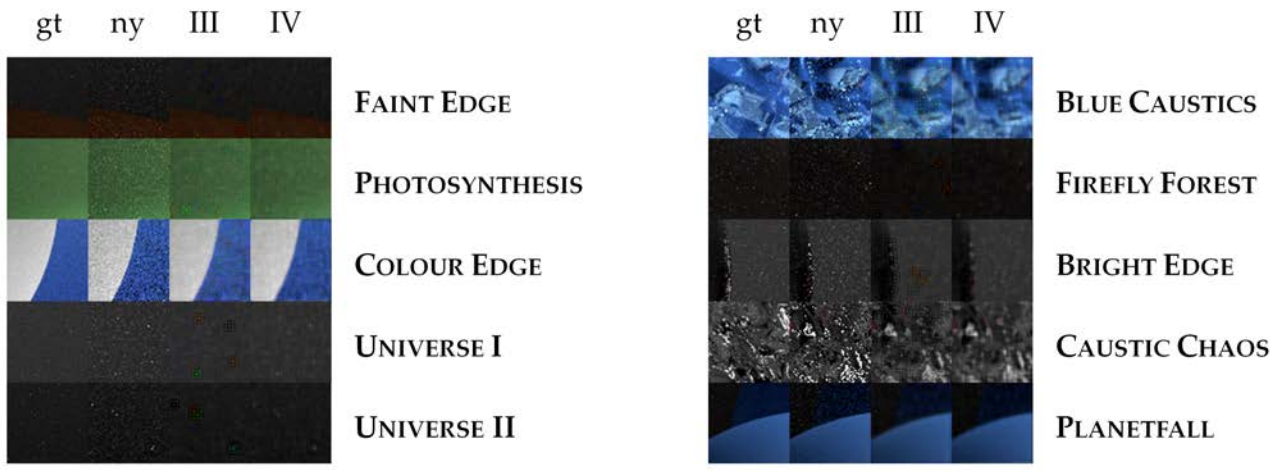 gt ny III IV
FAINT EDGE
PHOTOSYNTHESIS
COLOUR EDGE
UNIVERSE I
UNIVERSE II
gt ny III IV
BLUE CAUSTICS
FIREFLY FOREST
BRIGHT EDGE
CAUSTIC CHAOS
PLANETFALL